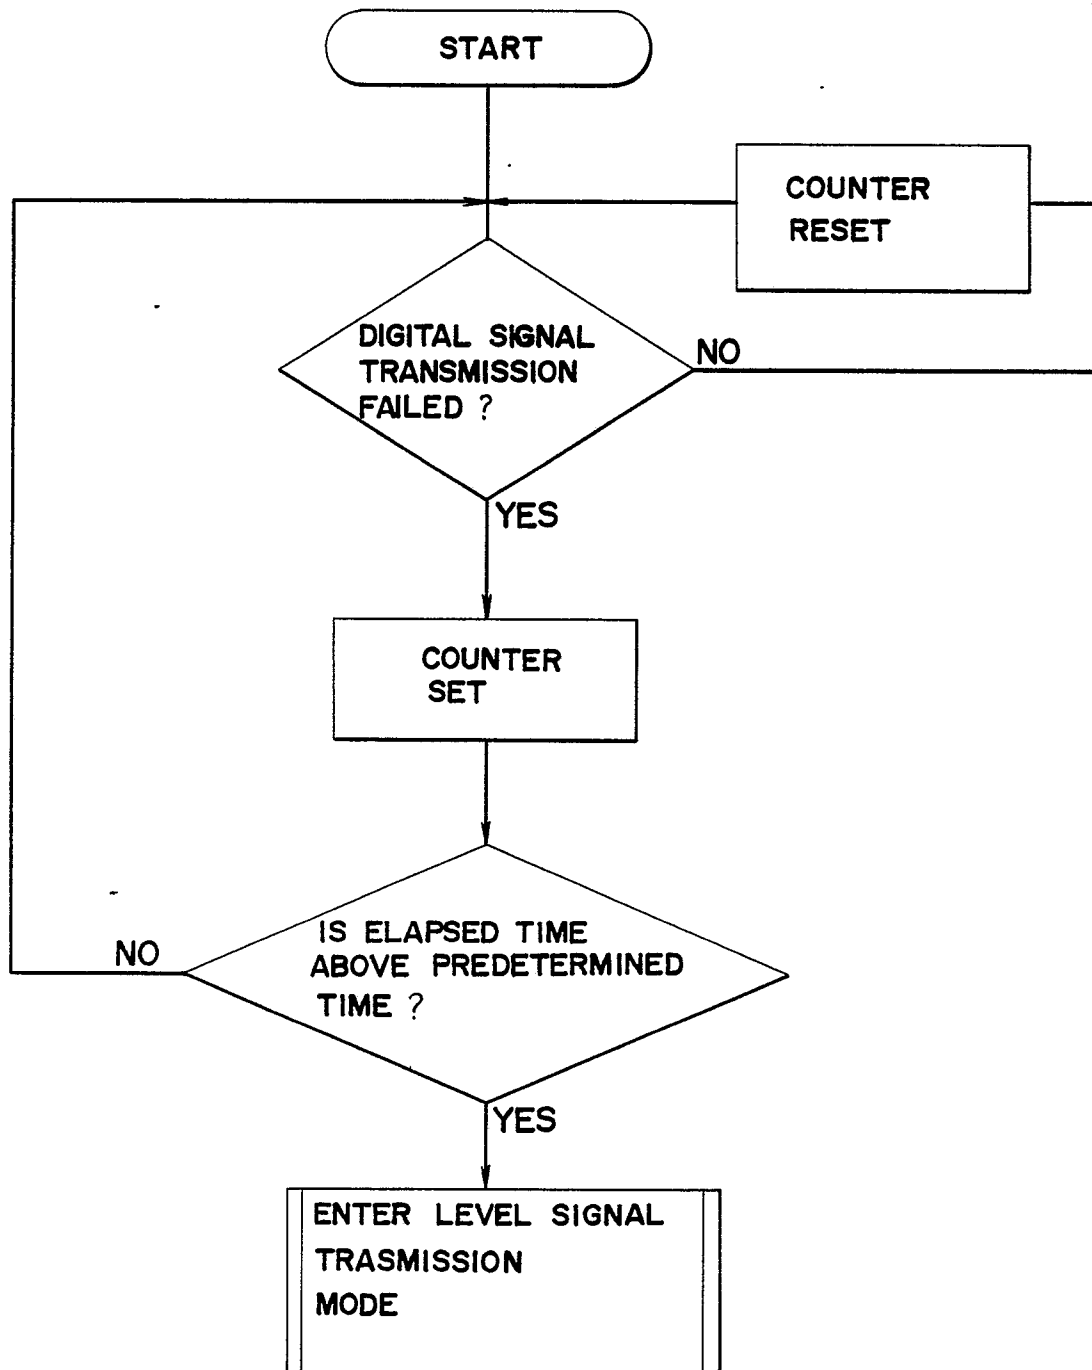 START
COUNTER
RESET
DIGITAL SIGNAL
TRANSMISSION
FAILED ?
NO
YES
COUNTER
SET
IS ELAPSED TIME
ABOVE PREDETERMINED
TIME ?
NO
YES
ENTER LEVEL SIGNAL
TRASMISSION
MODE